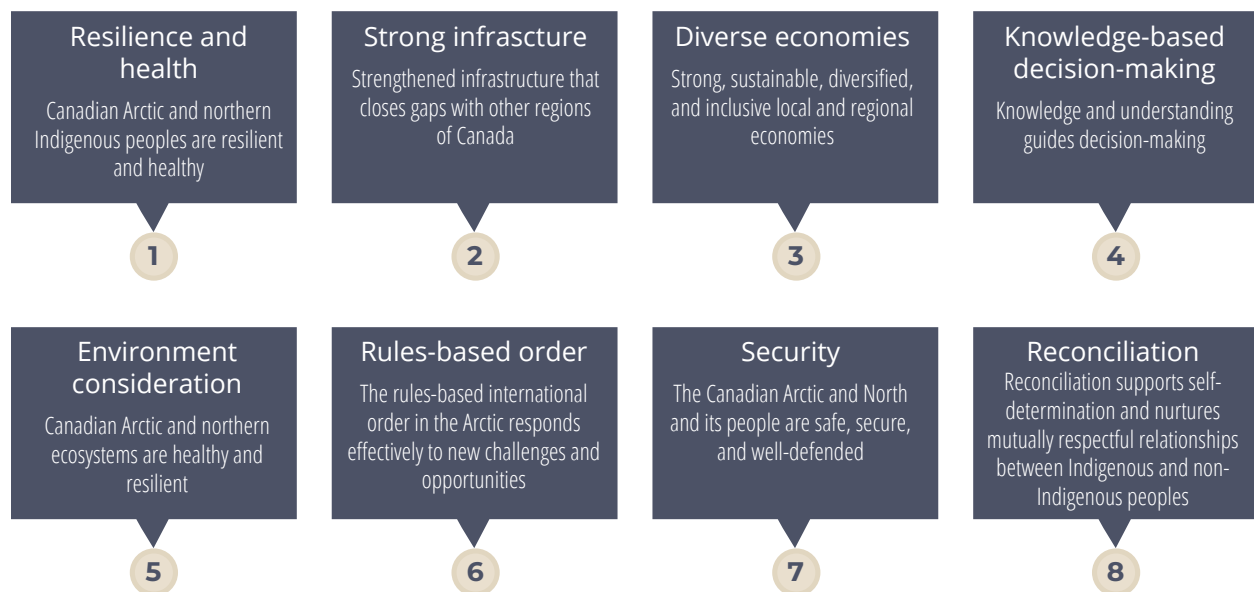 Resilience and
health
Canadian Arctic and northern
Indigenous peoples are resilient
and healthy
1
Strong infrascture
Strengthened infrastructure that
closes gaps with other regions
of Canada
2
Diverse economies
Strong, sustainable, diversified,
and inclusive local and regional
economies
3
Knowledge-based
decision-making
Knowledge and understanding
guides decision-making
4
Environment
consideration
Canadian Arctic and northern
ecosystems are healthy and
resilient
5
Rules-based order
The rules-based international
order in the Arctic responds
effectively to new challenges and
opportunities
6
Security
The Canadian Arctic and North
and its people are safe, secure,
and well-defended
7
Reconciliation
Reconciliation supports self-
determination and nurtures
mutually respectful relationships
between Indigenous and non-
Indigenous peoples
8